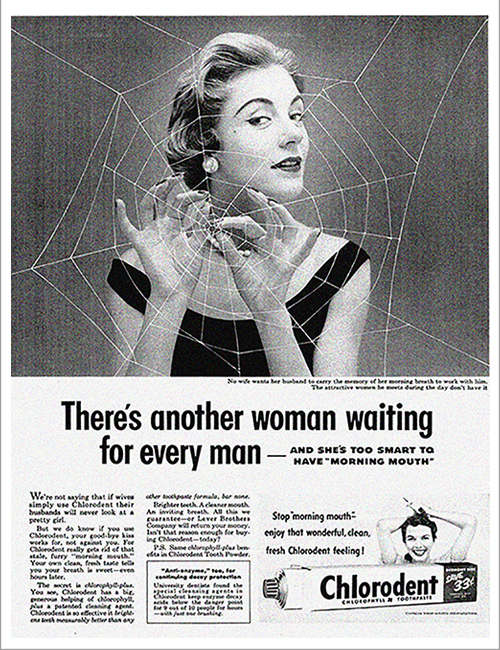 No wife wants her husband to carry the memory of her morning breath to work with him.
The attractive women he meets during the day don't have it
There's another woman waiting
for every man — AND SHE'S TOO SMART TO
HAVE "MORNING MOUTH"
We're not saying that if wives
simply use Chlorodent their
husbands will never look at a
pretty girl.
But we do know if you use
Chlorodent, your good-bye kiss
works for, not against you. For
Chlorodent really gets rid of that
stale, furry "morning mouth."
Your own clean, fresh taste tells
you your breath is sweet—even
hours later.
The secret is chlorophyll-plus.
You see, Chlorodent has a big,
generous helping of chlorophyll,
plus a patented cleaning agent.
Chlorodent is so effective it bright-
ens teeth measurably better than any
other toothpaste formula, bar none.
Brighter teeth. A cleaner mouth.
An inviting breath. All this we
guarantee—or Lever Brothers
Company will return your money.
Isn't that reason enough for buy-
ing Chlorodent—today?
P.S. Same chlorophyll-plus ben-
efits in Chlorodent Tooth Powder.
"Anti-enzyme," too, for
continuing decay protection
University dentists found the
special cleansing agents in
Chlorodent keep enzyme decay
acids below the danger point
for 9 out of 10 people for hours
—with just one brushing.
Stop "morning mouth"–
enjoy that wonderful, clean,
fresh Chlorodent feeling!
Chlorodent
CHLOROPHYLL TOOTHPASTE
ECONOMY SIZE
SAVE
33¢